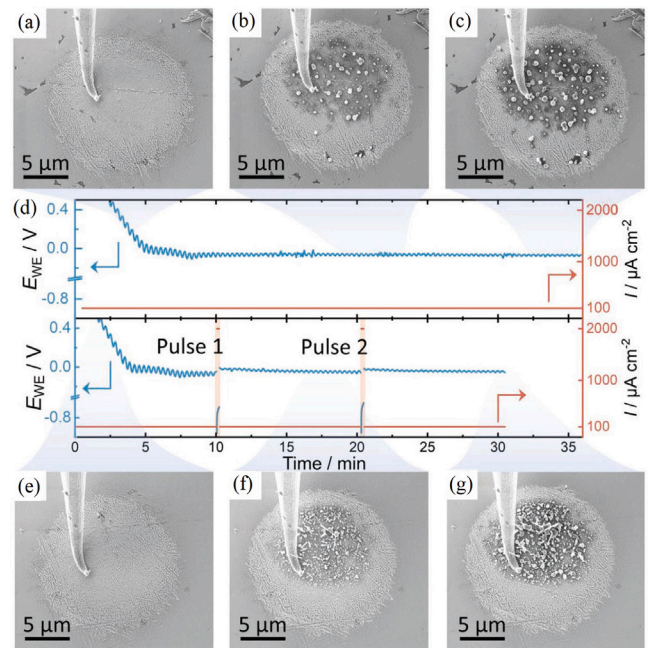 (a) (b) (c)
5 µm 5 µm 5 µm
(d)
0.4
0.0
-0.8
E_WE / V
2000
1000
100
I / µA cm⁻²
0.4
0.0
-0.8
E_WE / V
Pulse 1 Pulse 2
2000
1000
100
I / µA cm⁻²
0 5 10 15 20 25 30 35
Time / min
(e) (f) (g)
5 µm 5 µm 5 µm